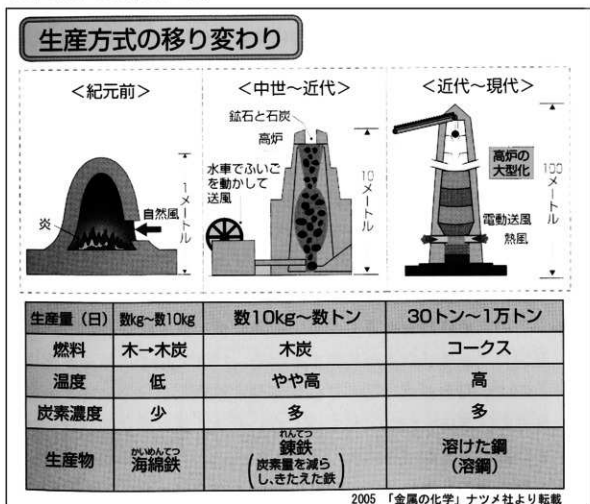 生産方式の移り変わり
<紀元前>
炎
自然風
1メートル
<中世~近代>
鉱石と石炭
高炉
水車でふいご
を動かして
送風
10メートル
<近代~現代>
高炉の
大型化
電動送風
熱風
100メートル
生産量(日) 数kg~数10kg 数10kg~数トン 30トン~1万トン
燃料 木→木炭 木炭 コークス
温度 低 やや高 高
炭素濃度 少 多 多
生産物
かいめんてつ
海綿鉄
れんてつ
錬鉄
(炭素量を減ら
し、きたえた鉄)
溶けた鋼
(溶鋼)
2005 「金属の化学」ナツメ社より転載